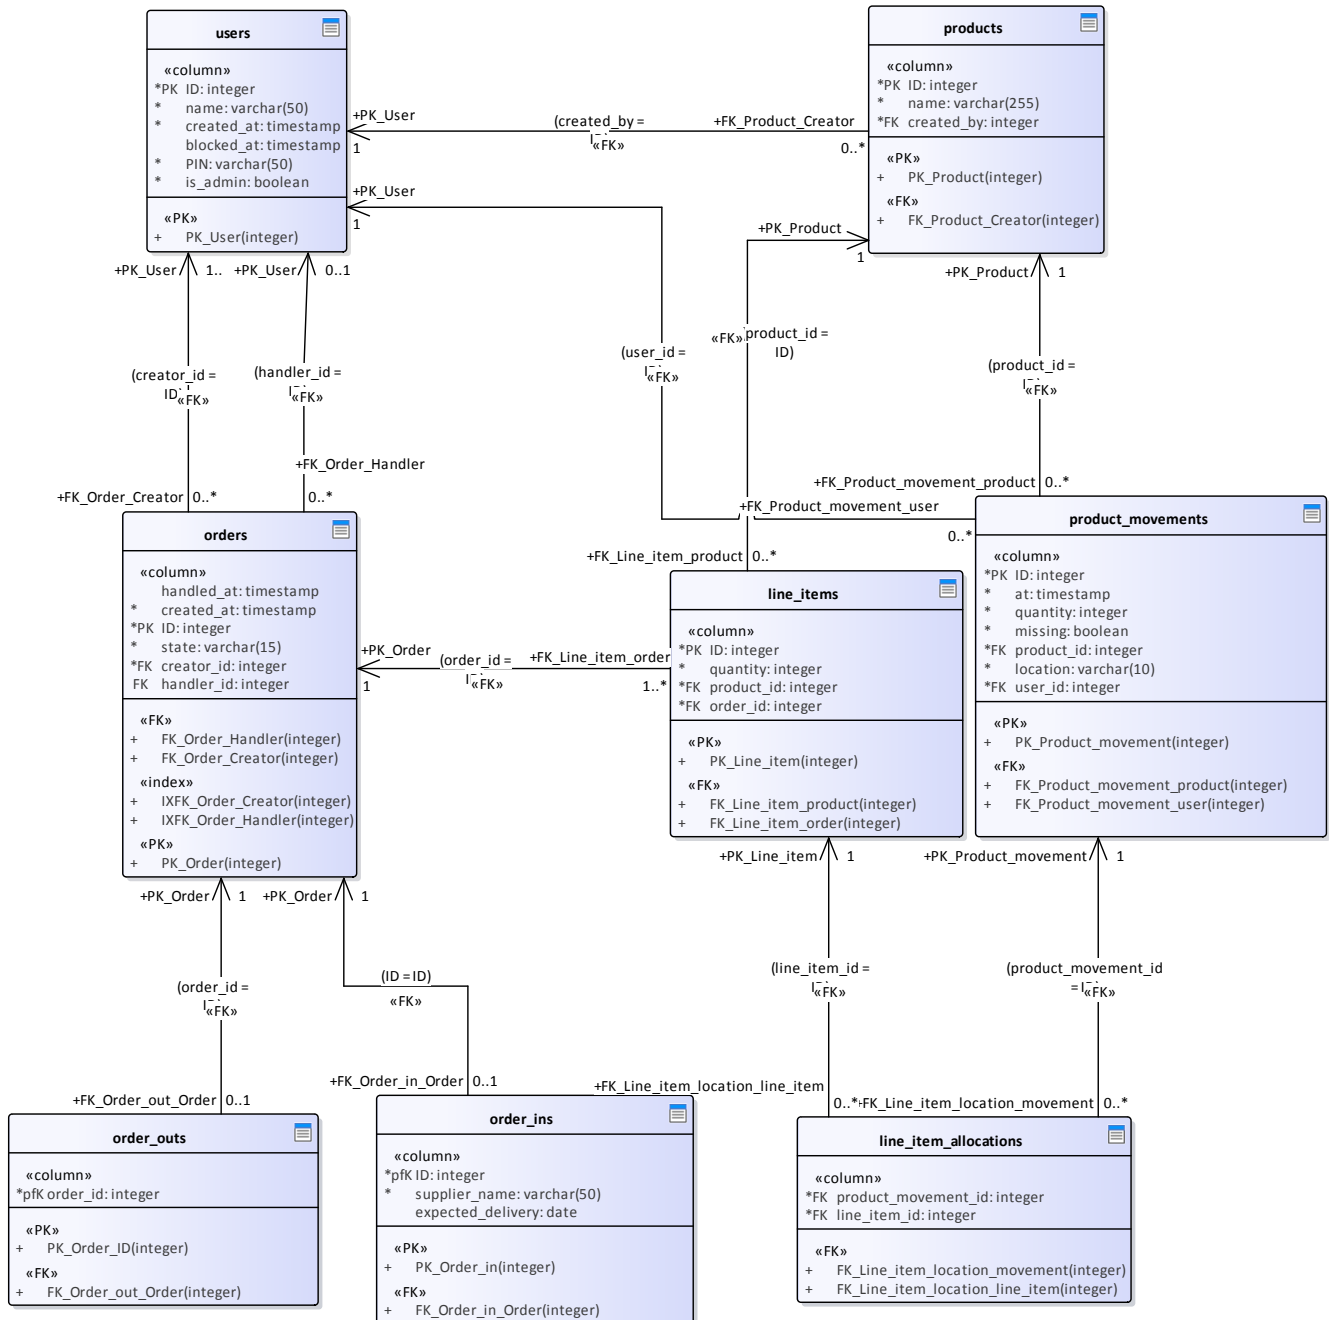 users
«column»
*PK ID: integer
* name: varchar(50)
* created_at: timestamp
blocked_at: timestamp
* PIN: varchar(50)
* is_admin: boolean
«PK»
+ PK_User(integer)
products
«column»
*PK ID: integer
* name: varchar(255)
*FK created_by: integer
«PK»
+ PK_Product(integer)
«FK»
+ FK_Product_Creator(integer)
+PK_User
1
(created_by =
«FK»
+FK_Product_Creator
0..*
+PK_User
1
+PK_Product
1
+PK_User 1..
+PK_User 0..1
+PK_Product 1
«FK»
product_id =
ID)
(user_id =
«FK»
(product_id =
«FK»
(creator_id =
ID
«FK»
(handler_id =
«FK»
+FK_Order_Handler
+FK_Order_Creator 0..*
0..*
+FK_Product_movement_product 0..*
+FK_Product_movement_user
0..*
+FK_Line_item_product 0..*
orders
«column»
handled_at: timestamp
* created_at: timestamp
*PK ID: integer
* state: varchar(15)
*FK creator_id: integer
FK handler_id: integer
«FK»
+ FK_Order_Handler(integer)
+ FK_Order_Creator(integer)
«index»
+ IXFK_Order_Creator(integer)
+ IXFK_Order_Handler(integer)
«PK»
+ PK_Order(integer)
+PK_Order
1
(order_id =
«FK»
+FK_Line_item_order
1..*
line_items
«column»
*PK ID: integer
* quantity: integer
*FK product_id: integer
*FK order_id: integer
«PK»
+ PK_Line_item(integer)
«FK»
+ FK_Line_item_product(integer)
+ FK_Line_item_order(integer)
product_movements
«column»
*PK ID: integer
* at: timestamp
* quantity: integer
* missing: boolean
*FK product_id: integer
* location: varchar(10)
*FK user_id: integer
«PK»
+ PK_Product_movement(integer)
«FK»
+ FK_Product_movement_product(integer)
+ FK_Product_movement_user(integer)
+PK_Order 1
+PK_Order 1
+PK_Line_item 1
+PK_Product_movement 1
(order_id =
«FK»
(ID = ID)
«FK»
(line_item_id =
«FK»
(product_movement_id
=
«FK»
+FK_Order_out_Order 0..1
+FK_Order_in_Order 0..1
+FK_Line_item_location_line_item
0..*
+FK_Line_item_location_movement 0..*
order_outs
«column»
*pfK order_id: integer
«PK»
+ PK_Order_ID(integer)
«FK»
+ FK_Order_out_Order(integer)
order_ins
«column»
*pfK ID: integer
* supplier_name: varchar(50)
expected_delivery: date
«PK»
+ PK_Order_in(integer)
«FK»
+ FK_Order_in_Order(integer)
line_item_allocations
«column»
*FK product_movement_id: integer
*FK line_item_id: integer
«FK»
+ FK_Line_item_location_movement(integer)
+ FK_Line_item_location_line_item(integer)